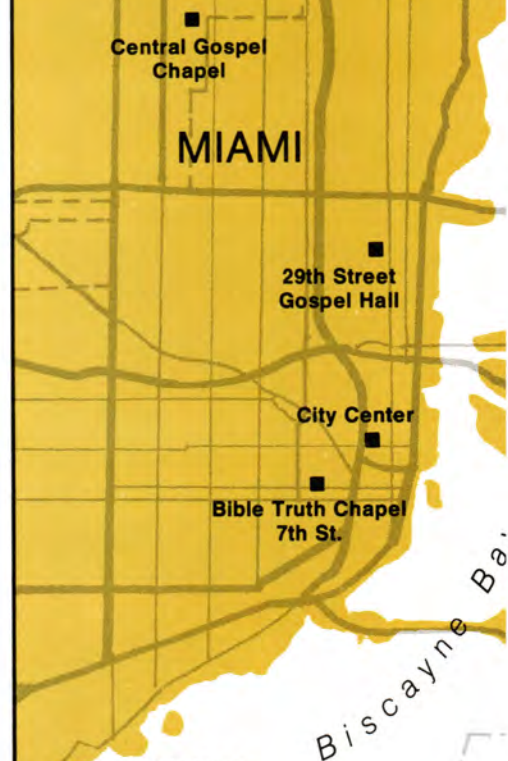 Central Gospel
Chapel
MIAMI
29th Street
Gospel Hall
City Center
Bible Truth Chapel
7th St.
Biscayne Ba